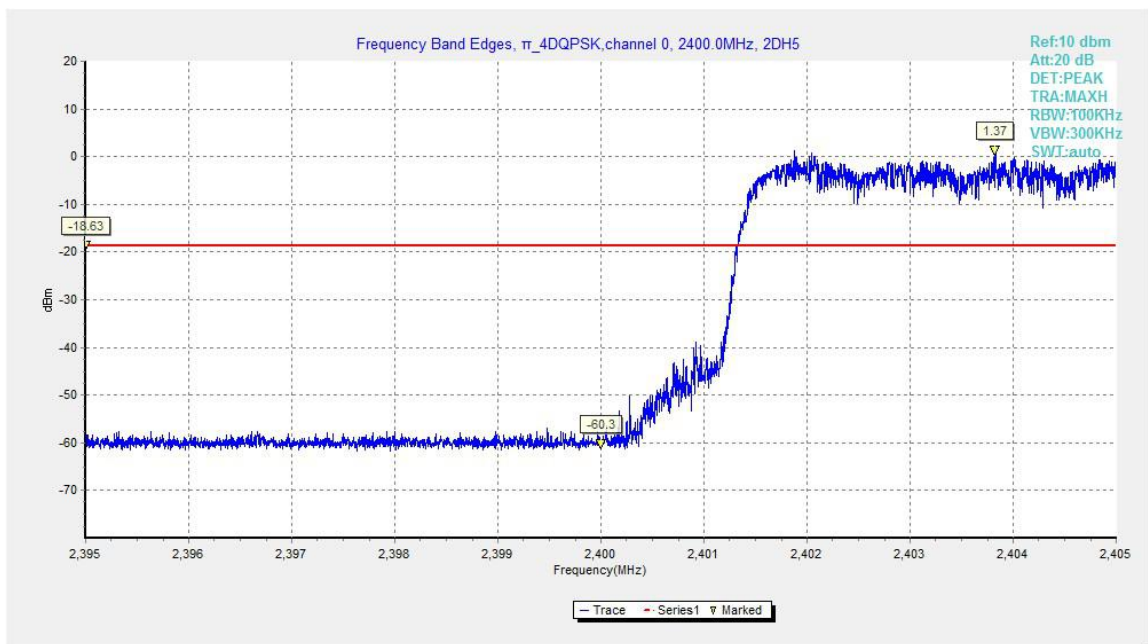 Frequency Band Edges, π_4DQPSK,channel 0, 2400.0MHz, 2DH5
Ref:10 dbm
Att:20 dB
DET:PEAK
TRA:MAXH
RBW:100KHz
VBW:300KHz
SWT:auto
20
10
0
-10
-20
-30
-40
-50
-60
-70
dBm
1.37
-18.63
-60.3
2,395 2,396 2,397 2,398 2,399 2,400 2,401 2,402 2,403 2,404 2,405
Frequency(MHz)
Trace Series1 Marked